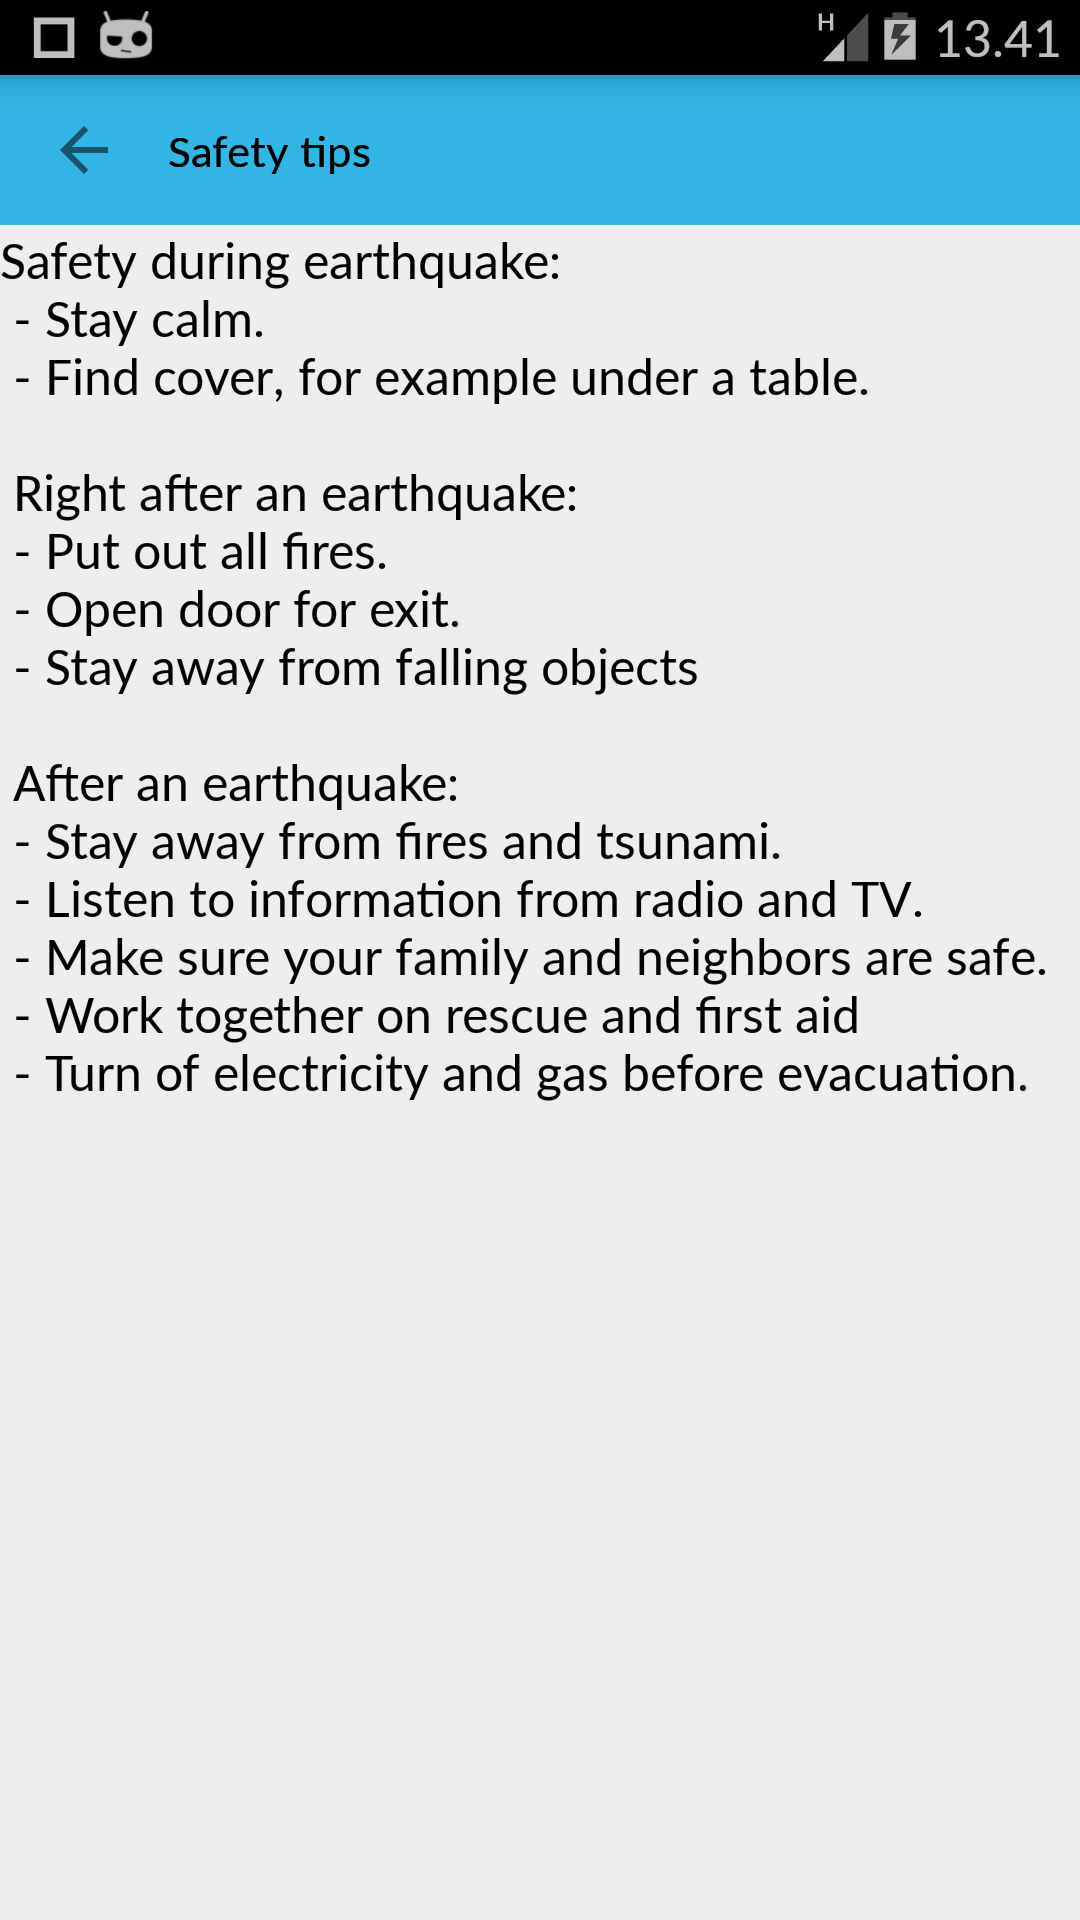 H 13.41
Safety tips
Safety during earthquake:
- Stay calm.
- Find cover, for example under a table.
Right after an earthquake:
- Put out all fires.
- Open door for exit.
- Stay away from falling objects
After an earthquake:
- Stay away from fires and tsunami.
- Listen to information from radio and TV.
- Make sure your family and neighbors are safe.
- Work together on rescue and first aid
- Turn of electricity and gas before evacuation.